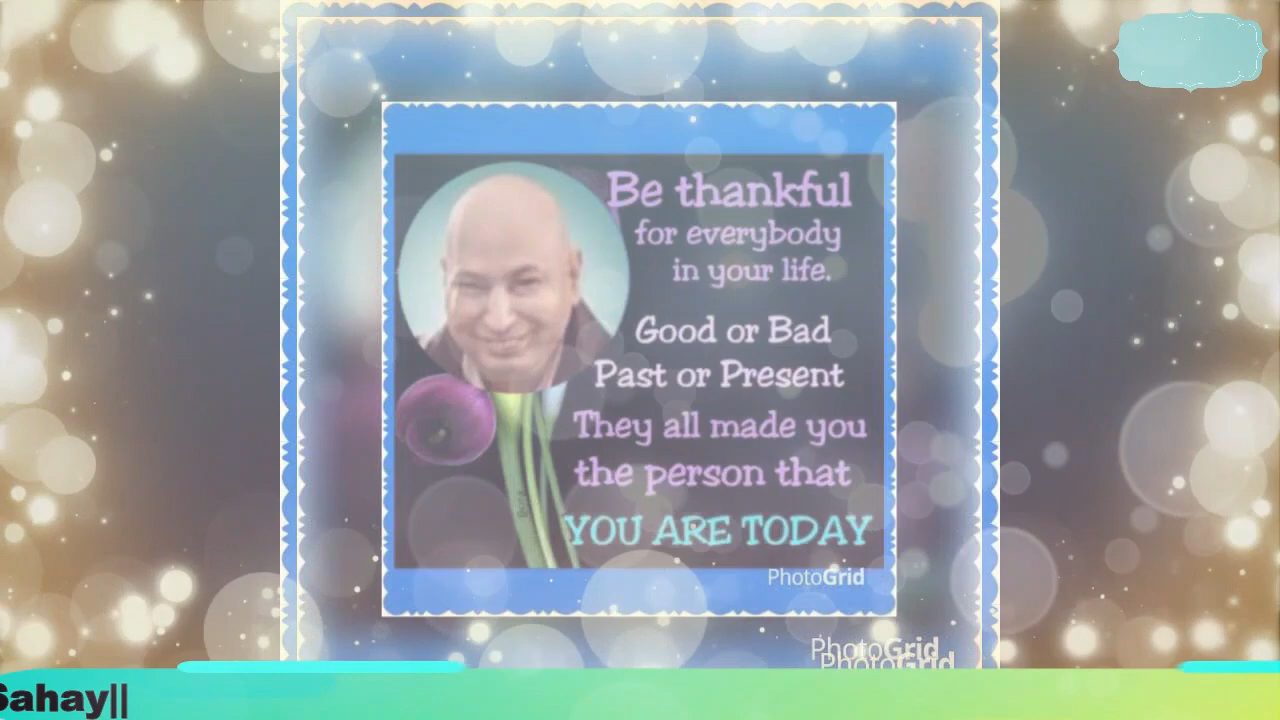 Be thankful
for everybody
in your life.
Good or Bad
Past or Present
They all made you
the person that
YOU ARE TODAY
PhotoGrid
PhotoGrid
PhotoGrid
Sahay||